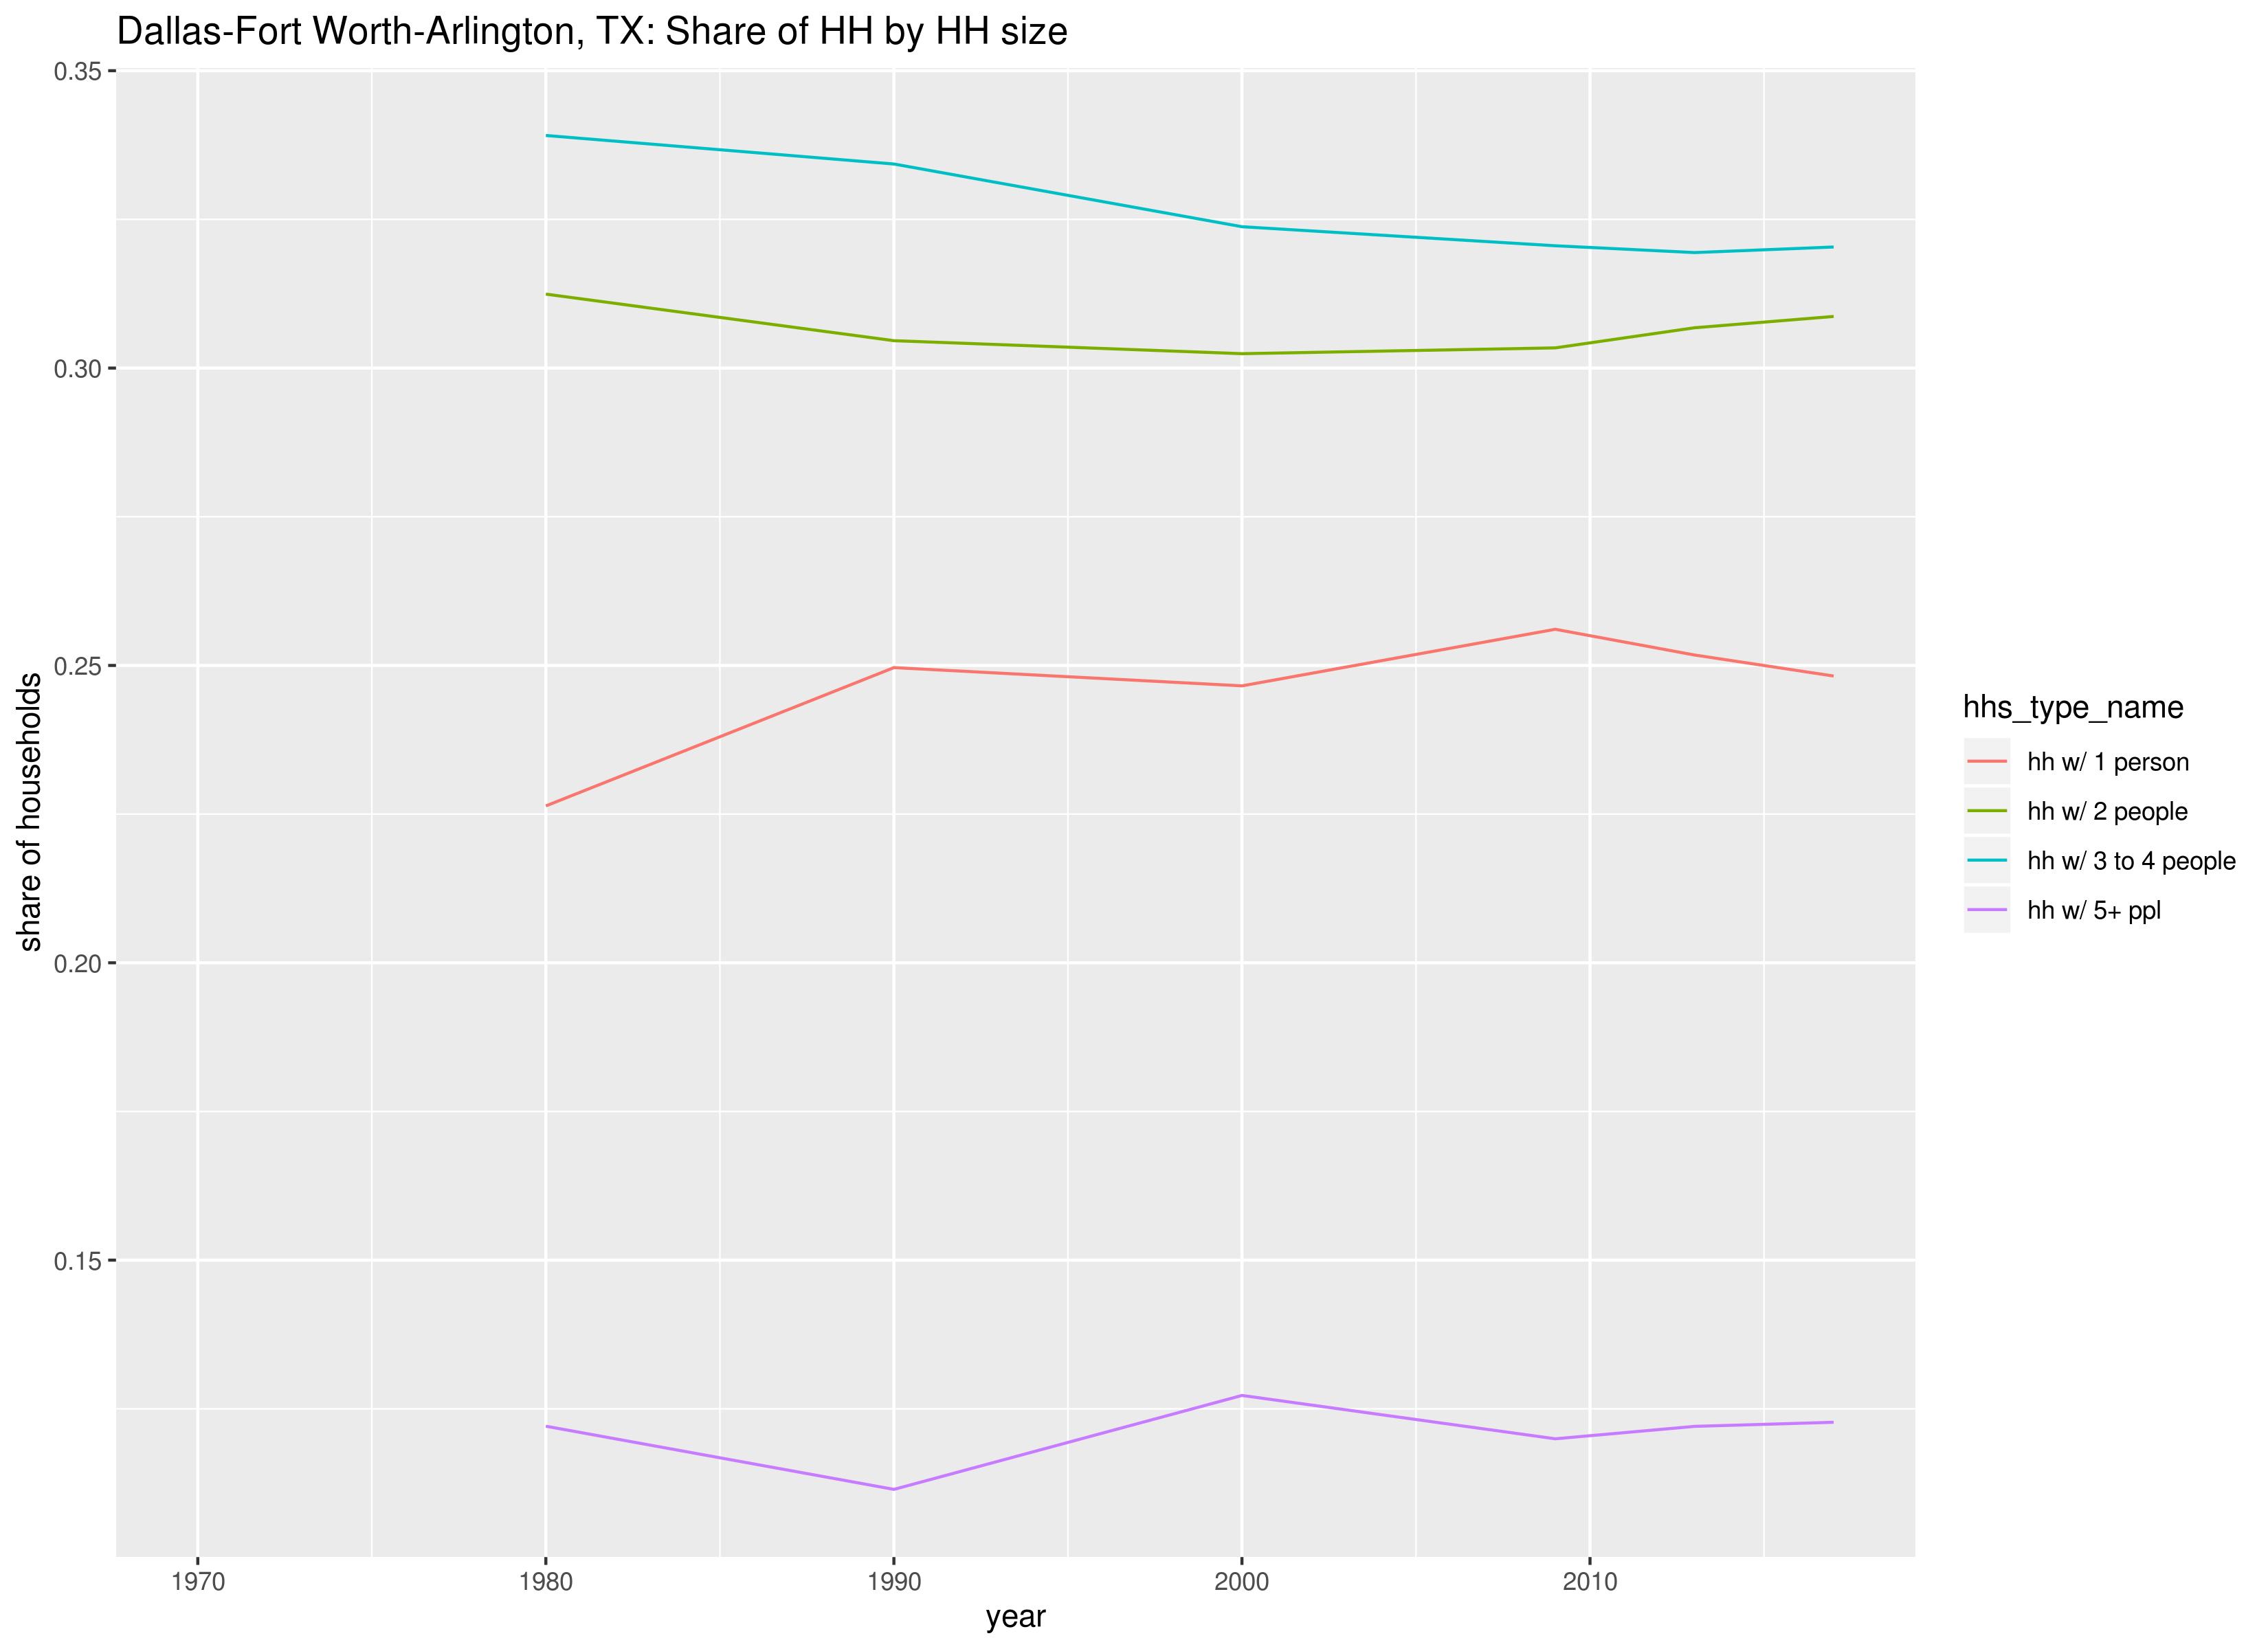 Dallas-Fort Worth-Arlington, TX: Share of HH by HH size
0.35
0.30
0.25
0.20
0.15
share of households
1970
1980
1990
2000
2010
year
hhs_type_name
hh w/ 1 person
hh w/ 2 people
hh w/ 3 to 4 people
hh w/ 5+ ppl